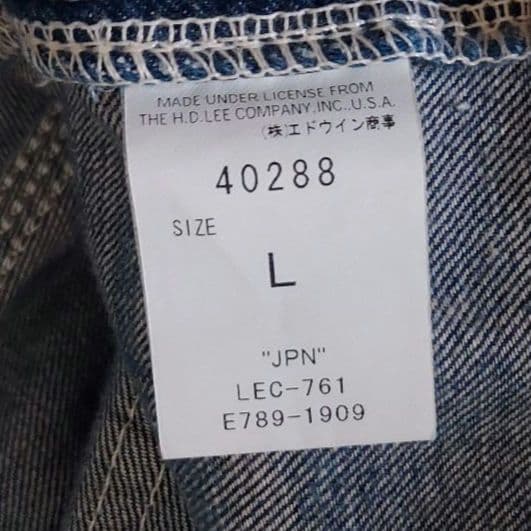 MADE UNDER LICENSE FROM
THE H.D.LEE COMPANY,INC.,U.S.A.
(株)エドウイン商事
40288
SIZE
L
"JPN"
LEC-761
E789-1909